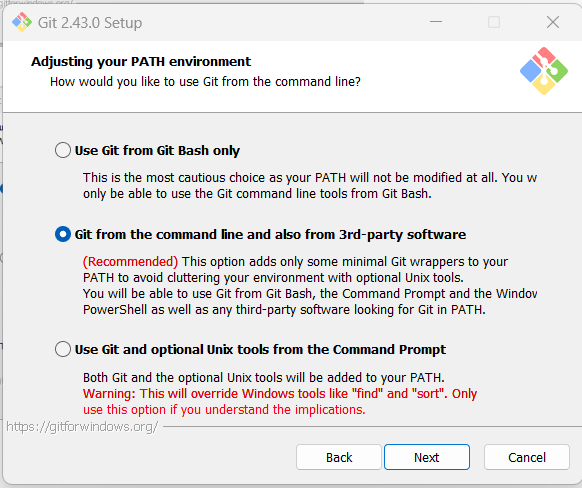 gitforwindows.org/
Git 2.43.0 Setup
Adjusting your PATH environment
How would you like to use Git from the command line?
Use Git from Git Bash only
This is the most cautious choice as your PATH will not be modified at all. You w
only be able to use the Git command line tools from Git Bash.
Git from the command line and also from 3rd-party software
(Recommended) This option adds only some minimal Git wrappers to your
PATH to avoid cluttering your environment with optional Unix tools.
You will be able to use Git from Git Bash, the Command Prompt and the Window
PowerShell as well as any third-party software looking for Git in PATH.
Use Git and optional Unix tools from the Command Prompt
Both Git and the optional Unix tools will be added to your PATH.
Warning: This will override Windows tools like "find" and "sort". Only
use this option if you understand the implications.
https://gitforwindows.org/
Back
Next
Cancel